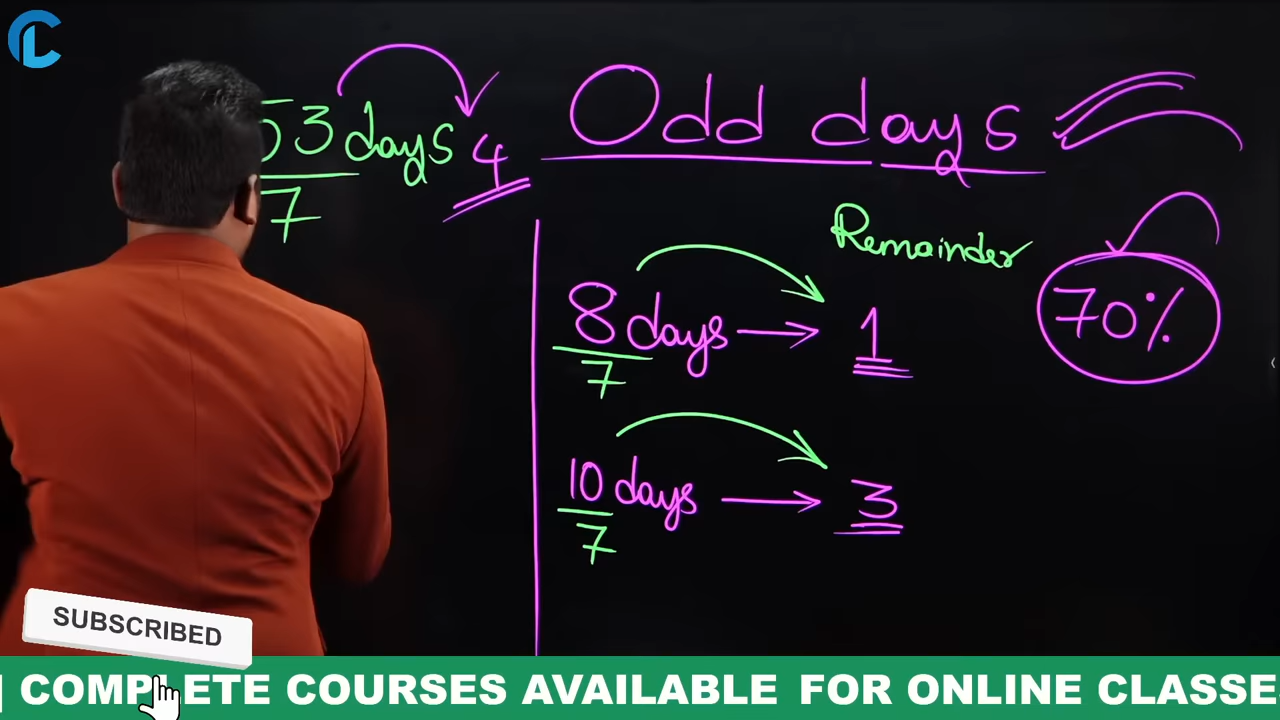 53 days 4
7
Odd days
Remainder
8 days → 1
7
70%
10 days → 3
7
SUBSCRIBED
COMPLETE COURSES AVAILABLE FOR ONLINE CLASSE